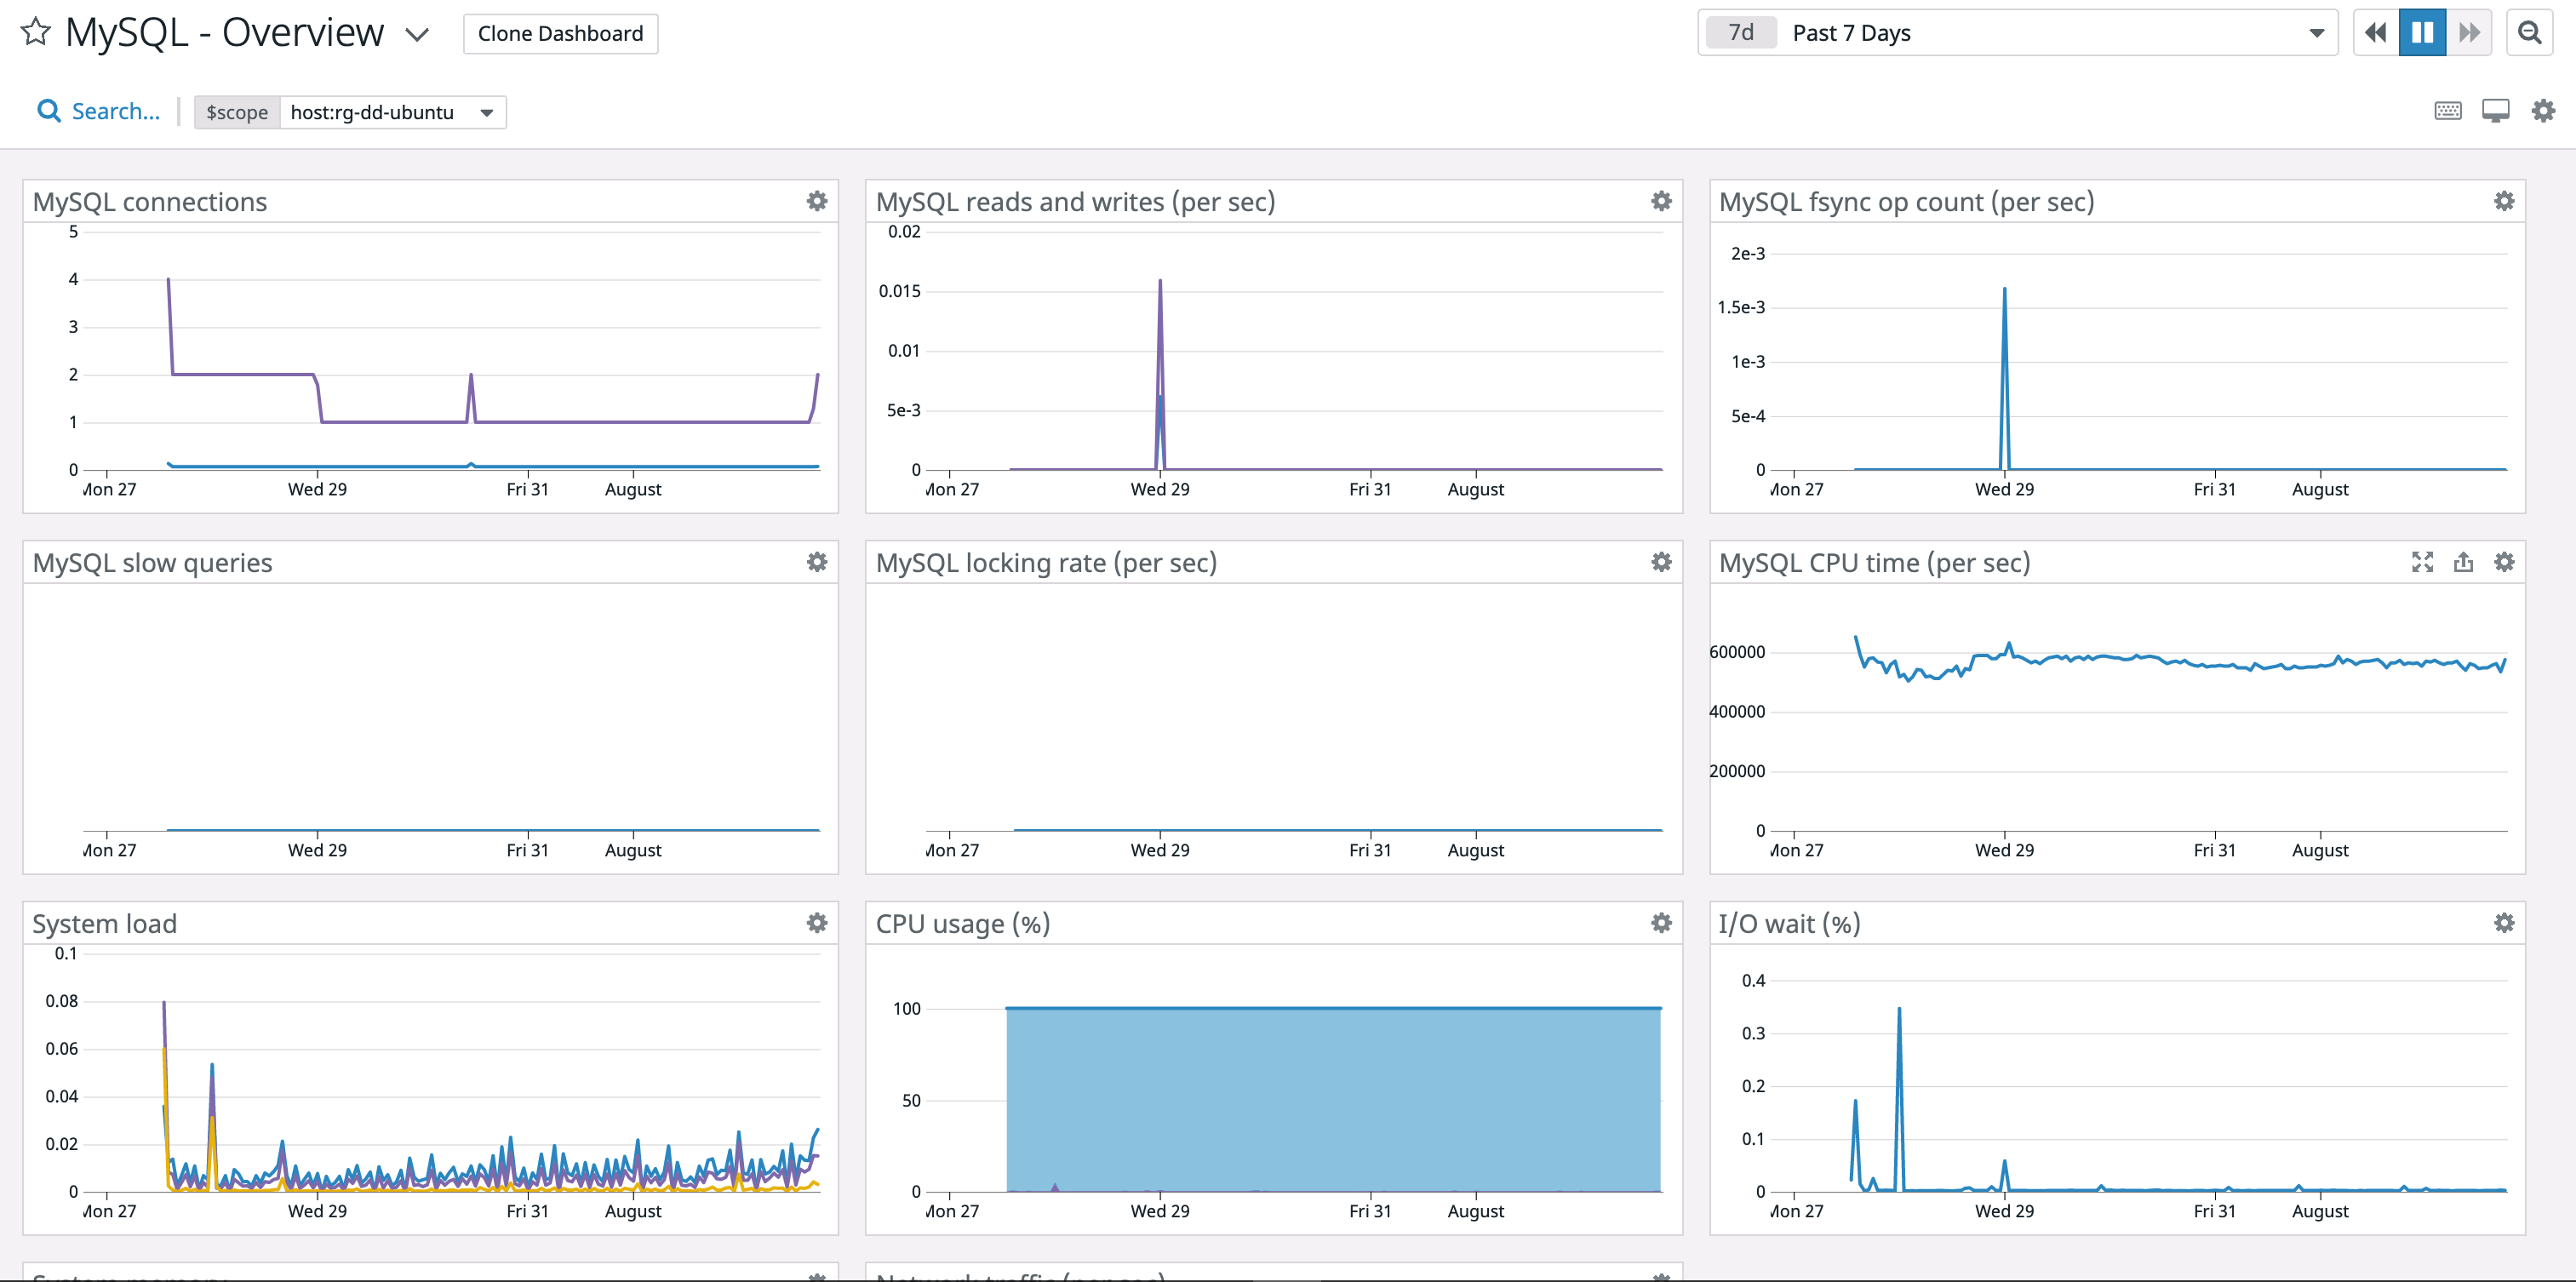 MySQL - Overview Clone Dashboard 7d Past 7 Days
Search... $scope host:rg-dd-ubuntu
MySQL connections
5
4
3
2
1
0
Mon 27 Wed 29 Fri 31 August
MySQL reads and writes (per sec)
0.02
0.015
0.01
5e-3
0
Mon 27 Wed 29 Fri 31 August
MySQL fsync op count (per sec)
2e-3
1.5e-3
1e-3
5e-4
0
Mon 27 Wed 29 Fri 31 August
MySQL slow queries
Mon 27 Wed 29 Fri 31 August
MySQL locking rate (per sec)
Mon 27 Wed 29 Fri 31 August
MySQL CPU time (per sec)
600000
400000
200000
0
Mon 27 Wed 29 Fri 31 August
System load
0.1
0.08
0.06
0.04
0.02
0
Mon 27 Wed 29 Fri 31 August
CPU usage (%)
100
50
0
Mon 27 Wed 29 Fri 31 August
I/O wait (%)
0.4
0.3
0.2
0.1
0
Mon 27 Wed 29 Fri 31 August
System memory
Network traffic (per sec)